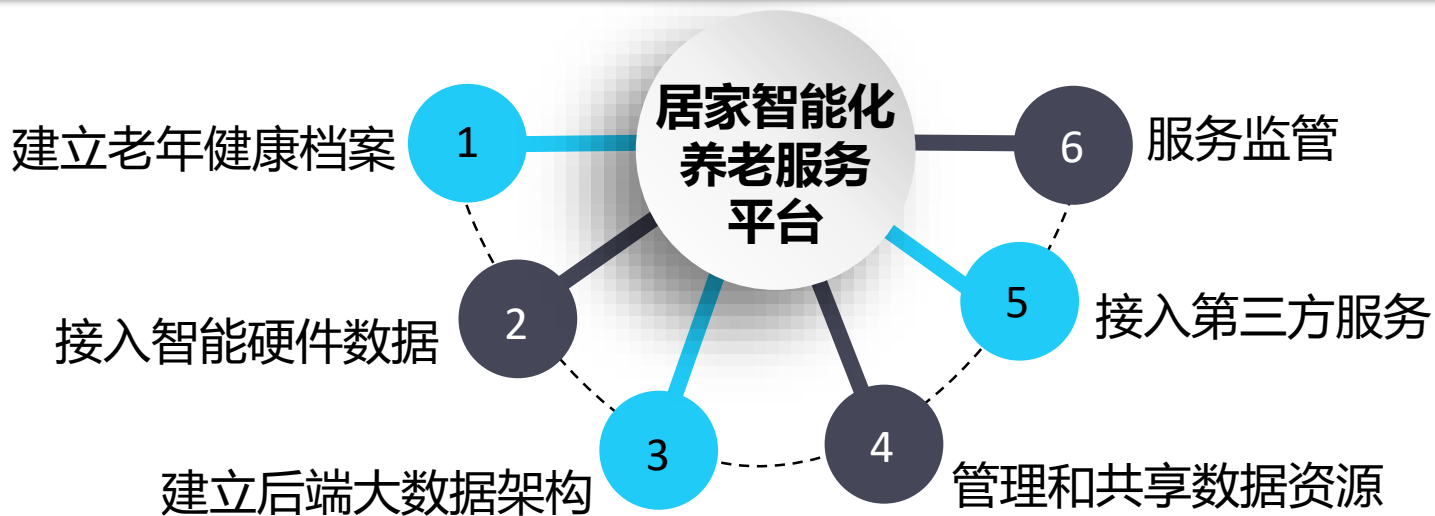 居家智能化
养老服务
平台
1
建立老年健康档案
2
接入智能硬件数据
3
建立后端大数据架构
4
管理和共享数据资源
5
接入第三方服务
6
服务监管